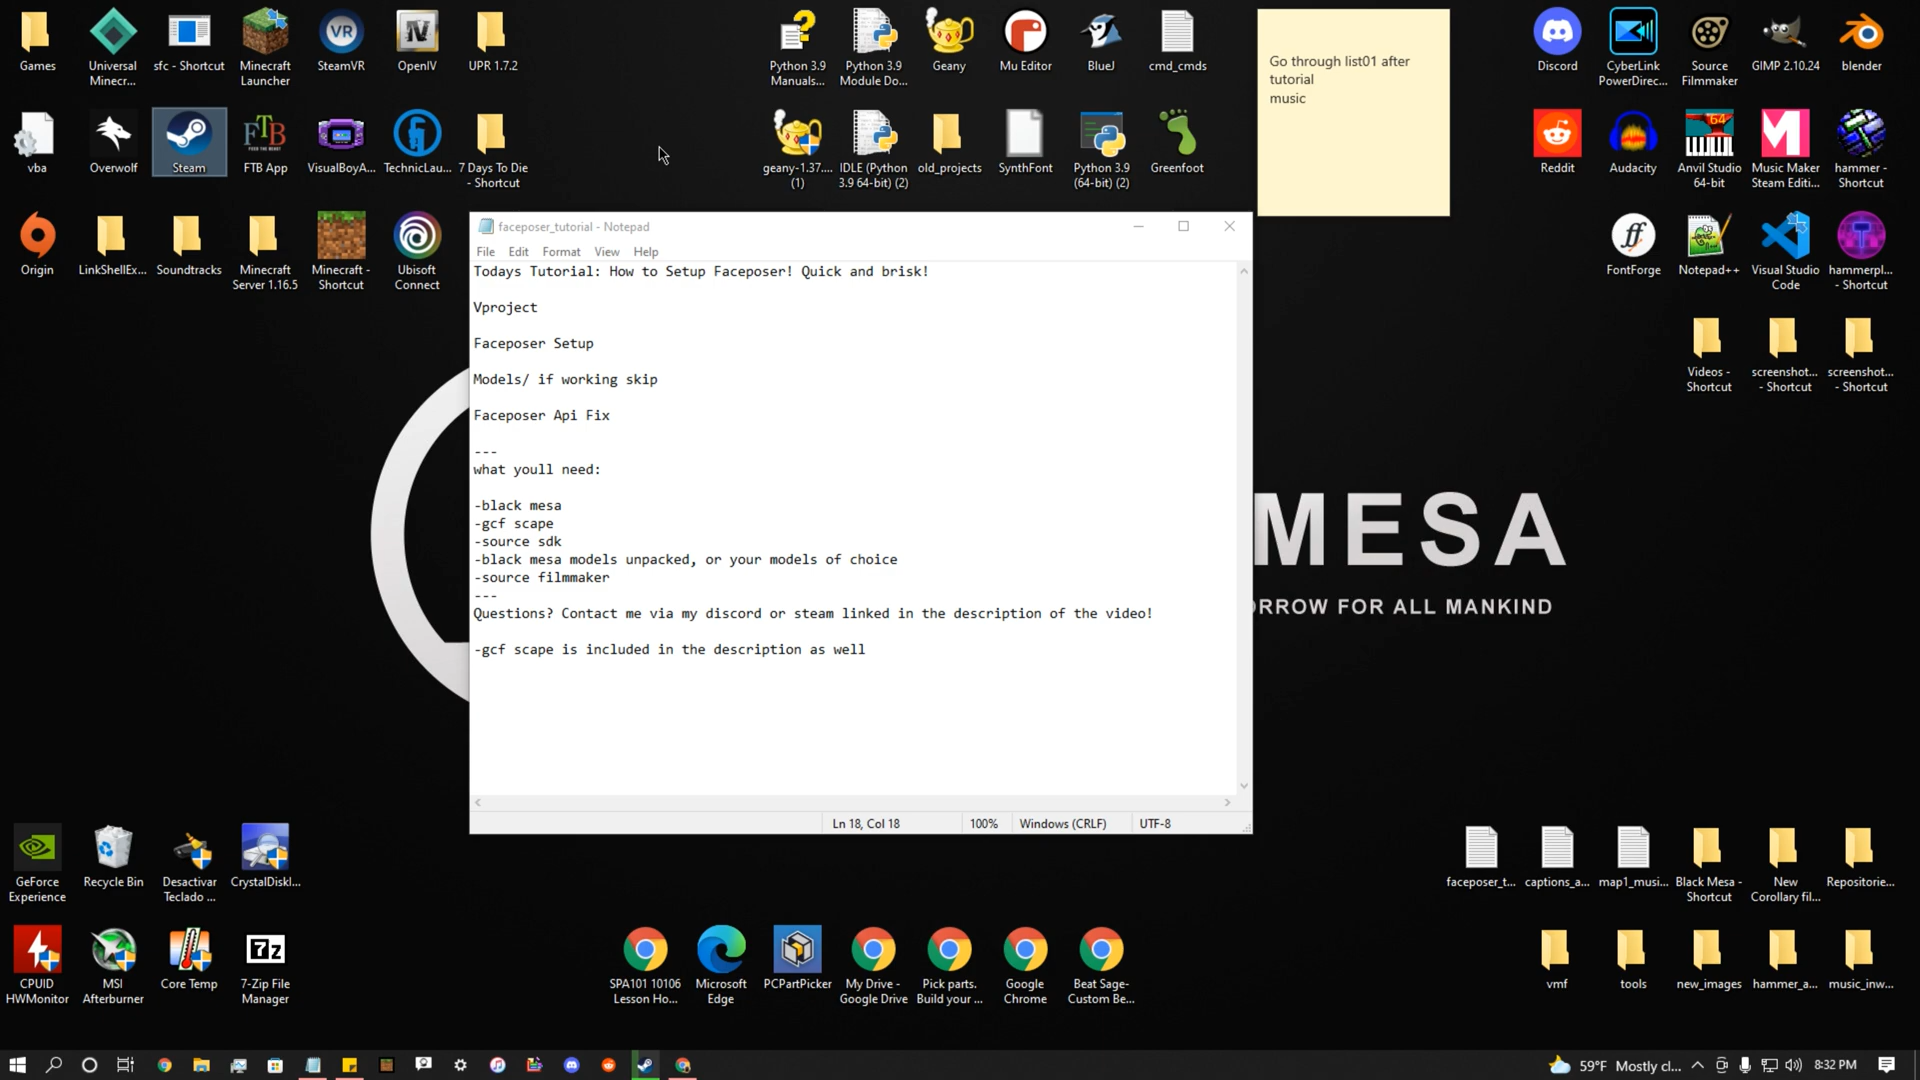 Games
Universal
Minecr...
sfc - Shortcut
Minecraft
Launcher
SteamVR
OpenIV
UPR 1.7.2
Python 3.9
Manuals...
Python 3.9
Module Do...
Geany
Mu Editor
BlueJ
cmd_cmds
Go through list01 after
tutorial
music
Discord
CyberLink
PowerDirec...
Source
Filmmaker
GIMP 2.10.24
blender
vba
Overwolf
Steam
FTB App
VisualBoyA...
TechnicLau...
7 Days To Die
- Shortcut
geany-1.37....
(1)
IDLE (Python
3.9 64-bit) (2)
old_projects
SynthFont
Python 3.9
(64-bit) (2)
Greenfoot
Reddit
Audacity
Anvil Studio
64-bit
Music Maker
Steam Editi...
hammer -
Shortcut
Origin
LinkShellEx...
Soundtracks
Minecraft
Server 1.16.5
Minecraft -
Shortcut
Ubisoft
Connect
FontForge
Notepad++
Visual Studio
Code
hammerpl...
- Shortcut
Videos -
Shortcut
screenshot...
- Shortcut
screenshot...
- Shortcut
faceposer_tutorial - Notepad
File Edit Format View Help
Todays Tutorial: How to Setup Faceposer! Quick and brisk!
Vproject
Faceposer Setup
Models/ if working skip
Faceposer Api Fix
---
what youll need:
-black mesa
-gcf scape
-source sdk
-black mesa models unpacked, or your models of choice
-source filmmaker
---
Questions? Contact me via my discord or steam linked in the description of the video!
-gcf scape is included in the description as well
Ln 18, Col 18 100% Windows (CRLF) UTF-8
MESA
ORROW FOR ALL MANKIND
GeForce
Experience
Recycle Bin
Desactivar
Teclado ...
CrystalDiskI...
faceposer_t...
captions_a...
map1_musi...
Black Mesa -
Shortcut
New
Corollary fil...
Repositorie...
CPUID
HWMonitor
MSI
Afterburner
Core Temp
7-Zip File
Manager
SPA101 10106
Lesson Ho...
Microsoft
Edge
PCPartPicker
My Drive -
Google Drive
Pick parts.
Build your ...
Google
Chrome
Beat Sage-
Custom Be...
vmf
tools
new_images
hammer_a...
music_inw...
59°F Mostly cl...
8:32 PM